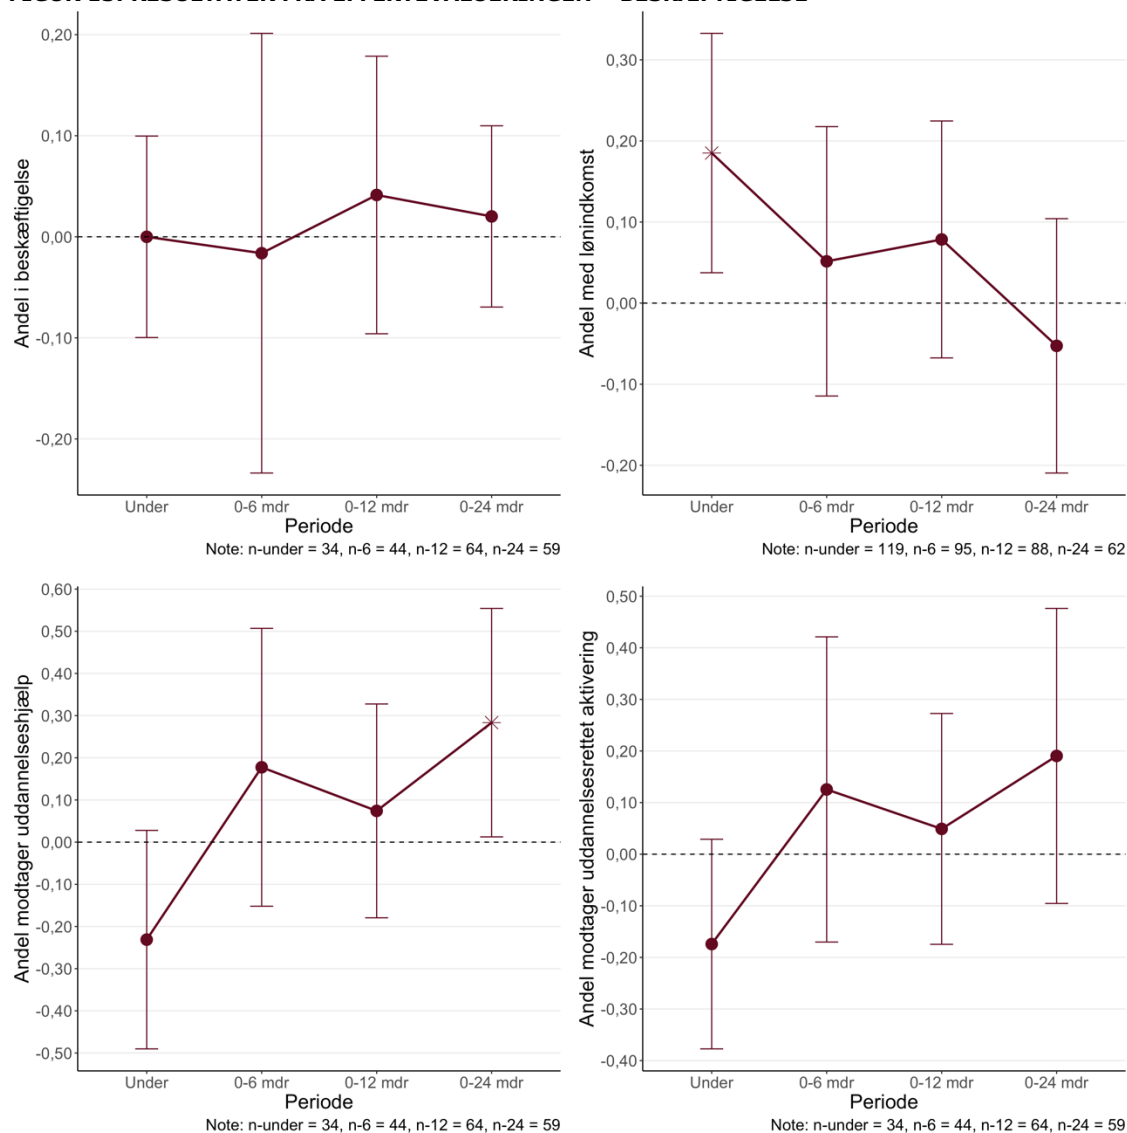 0,20
0,10
0,00
-0,10
-0,20
Andel i beskæftigelse
Under 0-6 mdr 0-12 mdr 0-24 mdr
Periode
Note: n-under = 34, n-6 = 44, n-12 = 64, n-24 = 59
0,30
0,20
0,10
0,00
-0,10
-0,20
Andel med lønindkomst
Under 0-6 mdr 0-12 mdr 0-24 mdr
Periode
Note: n-under = 119, n-6 = 95, n-12 = 88, n-24 = 62
0,60
0,50
0,40
0,30
0,20
0,10
0,00
-0,10
-0,20
-0,30
-0,40
-0,50
Andel modtager uddannelseshjælp
Under 0-6 mdr 0-12 mdr 0-24 mdr
Periode
Note: n-under = 34, n-6 = 44, n-12 = 64, n-24 = 59
0,50
0,40
0,30
0,20
0,10
0,00
-0,10
-0,20
-0,30
-0,40
Andel modtager uddannelsesrettet aktivering
Under 0-6 mdr 0-12 mdr 0-24 mdr
Periode
Note: n-under = 34, n-6 = 44, n-12 = 64, n-24 = 59